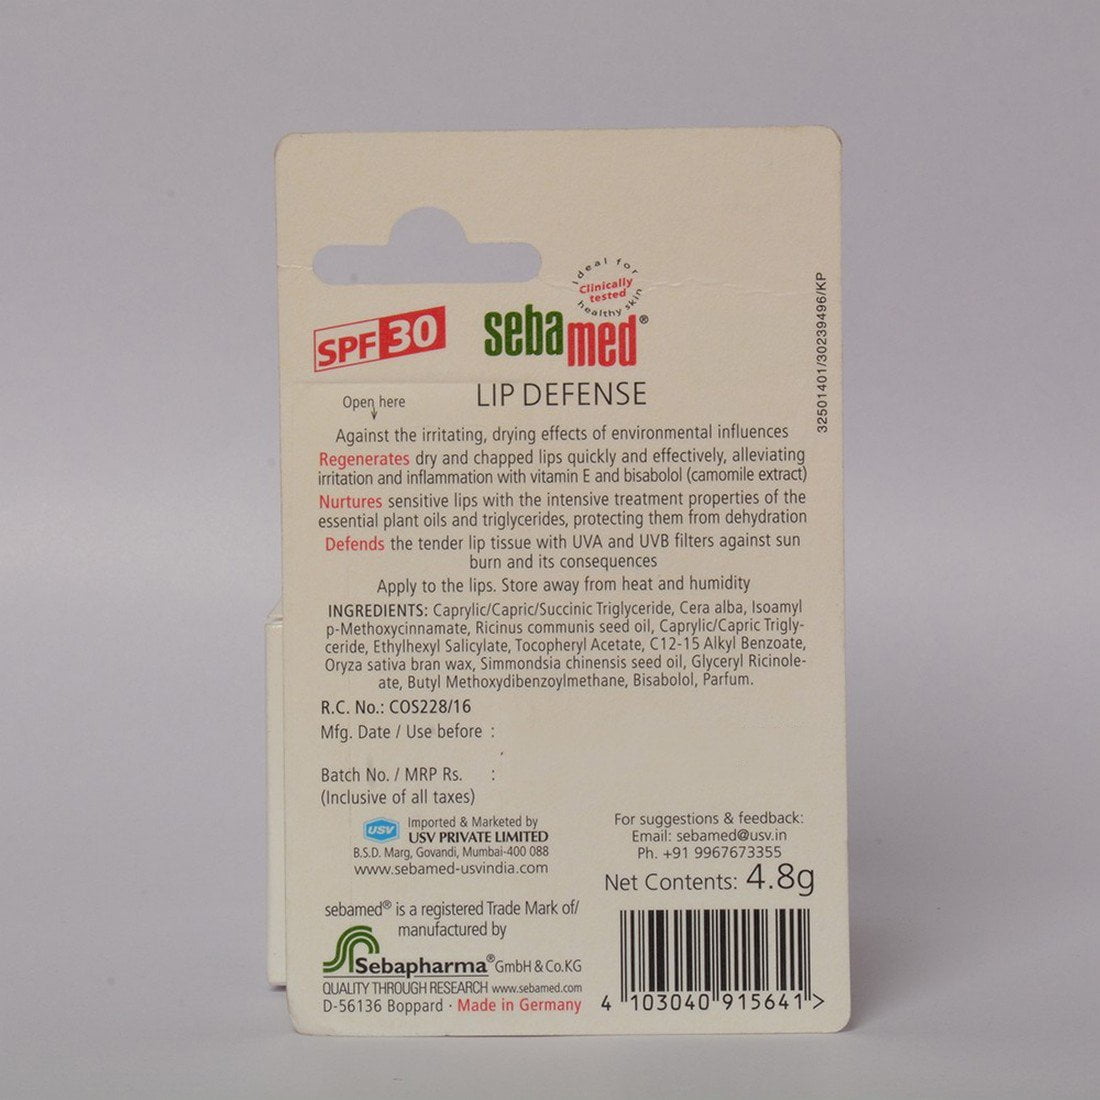 ideal for
Clinically
tested
healthy skin
SPF 30
sebamed®
LIP DEFENSE
Open here
Against the irritating, drying effects of environmental influences
Regenerates dry and chapped lips quickly and effectively, alleviating
irritation and inflammation with vitamin E and bisabolol (camomile extract)
Nurtures sensitive lips with the intensive treatment properties of the
essential plant oils and triglycerides, protecting them from dehydration
Defends the tender lip tissue with UVA and UVB filters against sun
burn and its consequences
Apply to the lips. Store away from heat and humidity
INGREDIENTS: Caprylic/Capric/Succinic Triglyceride, Cera alba, Isoamyl
p-Methoxycinnamate, Ricinus communis seed oil, Caprylic/Capric Trigly-
ceride, Ethylhexyl Salicylate, Tocopheryl Acetate, C12-15 Alkyl Benzoate,
Oryza sativa bran wax, Simmondsia chinensis seed oil, Glyceryl Ricinole-
ate, Butyl Methoxydibenzoylmethane, Bisabolol, Parfum.
R.C. No.: COS228/16
Mfg. Date / Use before :
Batch No. / MRP Rs. :
(Inclusive of all taxes)
USV
Imported & Marketed by
USV PRIVATE LIMITED
B.S.D. Marg, Govandi, Mumbai-400 088
www.sebamed-usvindia.com
For suggestions & feedback:
Email: sebamed@usv.in
Ph. +91 9967673355
Net Contents: 4.8g
sebamed® is a registered Trade Mark of/
manufactured by
Sebapharma® GmbH & Co.KG
QUALITY THROUGH RESEARCH www.sebamed.com
D-56136 Boppard · Made in Germany
4 103040 915641 >
32501401/30239496/KP